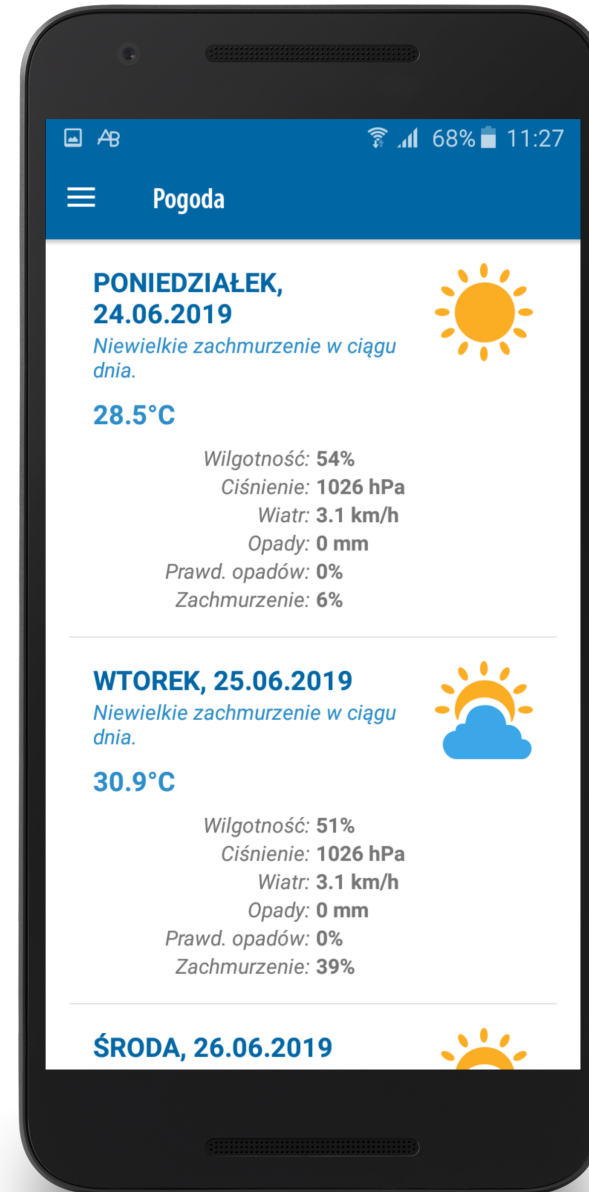 AB 68% 11:27
Pogoda
PONIEDZIAŁEK,
24.06.2019
Niewielkie zachmurzenie w ciągu
dnia.
28.5°C
Wilgotność: 54%
Ciśnienie: 1026 hPa
Wiatr: 3.1 km/h
Opady: 0 mm
Prawd. opadów: 0%
Zachmurzenie: 6%
WTOREK, 25.06.2019
Niewielkie zachmurzenie w ciągu
dnia.
30.9°C
Wilgotność: 51%
Ciśnienie: 1026 hPa
Wiatr: 3.1 km/h
Opady: 0 mm
Prawd. opadów: 0%
Zachmurzenie: 39%
ŚRODA, 26.06.2019